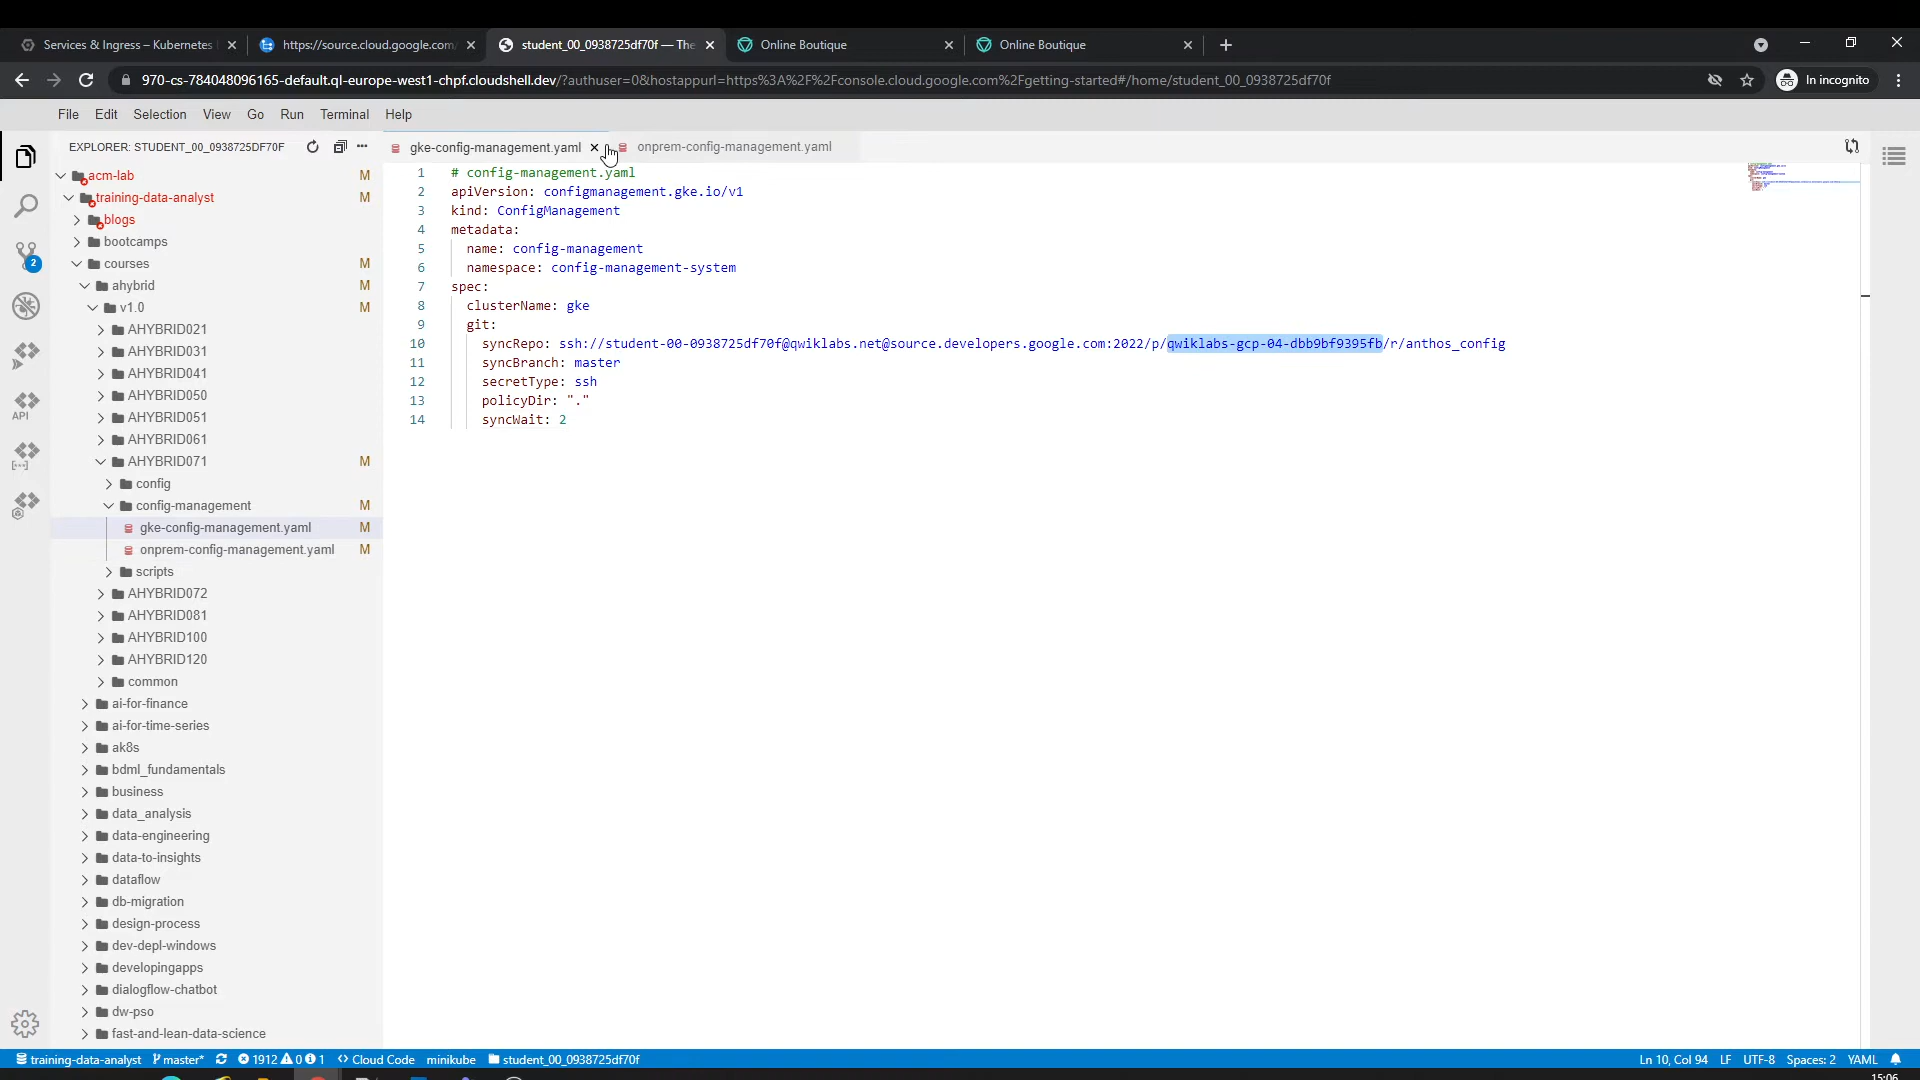 Services & Ingress – Kubernetes
https://source.cloud.google.com/
student_00_0938725df70f — The
Online Boutique
Online Boutique
970-cs-784048096165-default.ql-europe-west1-chpf.cloudshell.dev/?authuser=0&hostappurl=https%3A%2F%2Fconsole.cloud.google.com%2Fgetting-started#/home/student_00_0938725df70f
In incognito
File Edit Selection View Go Run Terminal Help
EXPLORER: STUDENT_00_0938725DF70F
gke-config-management.yaml
onprem-config-management.yaml
acm-lab M
training-data-analyst M
blogs
bootcamps
courses M
ahybrid M
v1.0 M
AHYBRID021
AHYBRID031
AHYBRID041
AHYBRID050
AHYBRID051
AHYBRID061
AHYBRID071 M
config
config-management M
gke-config-management.yaml M
onprem-config-management.yaml M
scripts
AHYBRID072
AHYBRID081
AHYBRID100
AHYBRID120
common
ai-for-finance
ai-for-time-series
ak8s
bdml_fundamentals
business
data_analysis
data-engineering
data-to-insights
dataflow
db-migration
design-process
dev-depl-windows
developingapps
dialogflow-chatbot
dw-pso
fast-and-lean-data-science
2
API
1 # config-management.yaml
2 apiVersion: configmanagement.gke.io/v1
3 kind: ConfigManagement
4 metadata:
5 name: config-management
6 namespace: config-management-system
7 spec:
8 clusterName: gke
9 git:
10 syncRepo: ssh://student-00-0938725df70f@qwiklabs.net@source.developers.google.com:2022/p/qwiklabs-gcp-04-dbb9bf9395fb/r/anthos_config
11 syncBranch: master
12 secretType: ssh
13 policyDir: "."
14 syncWait: 2
training-data-analyst master* 1912 0 1 Cloud Code minikube student_00_0938725df70f
Ln 10, Col 94 LF UTF-8 Spaces: 2 YAML
15:06